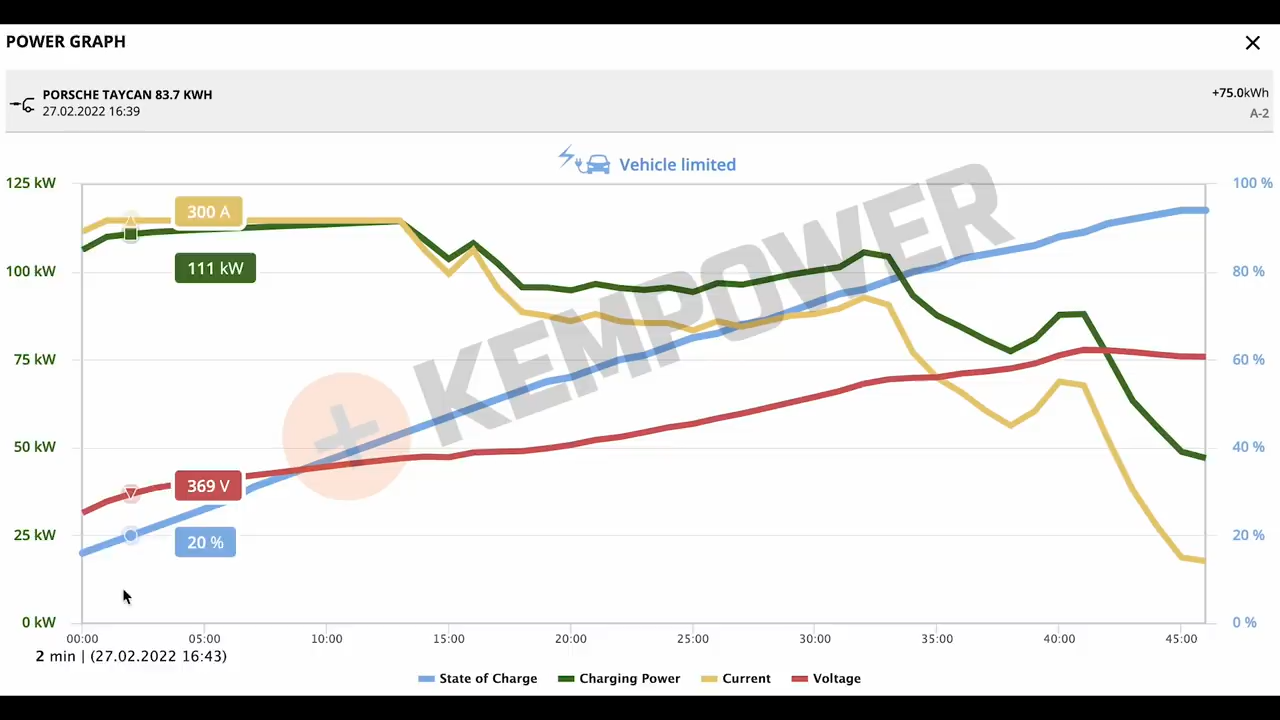 POWER GRAPH
PORSCHE TAYCAN 83.7 KWH
27.02.2022 16:39
+75.0kWh
A-2
Vehicle limited
125 kW
100 kW
75 kW
50 kW
25 kW
0 kW
100 %
80 %
60 %
40 %
20 %
0 %
300 A
111 kW
369 V
20 %
KEMPOWER
00:00 05:00 10:00 15:00 20:00 25:00 30:00 35:00 40:00 45:00
2 min | (27.02.2022 16:43)
State of Charge Charging Power Current Voltage